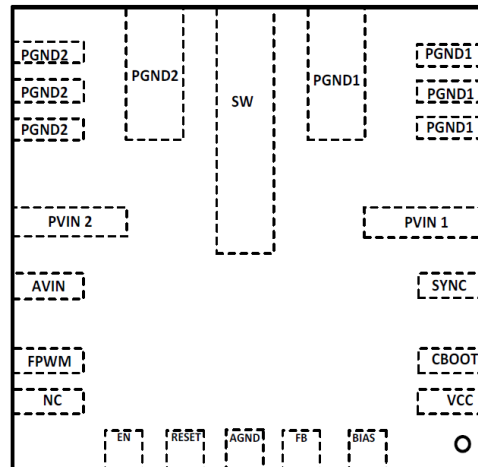 PGND2
PGND2
SW
PGND1
PGND1
PGND2
PGND1
PGND2
PGND1
PVIN 2
PVIN 1
AVIN
SYNC
FPWM
CBOOT
NC
VCC
EN
RESET
AGND
FB
BIAS